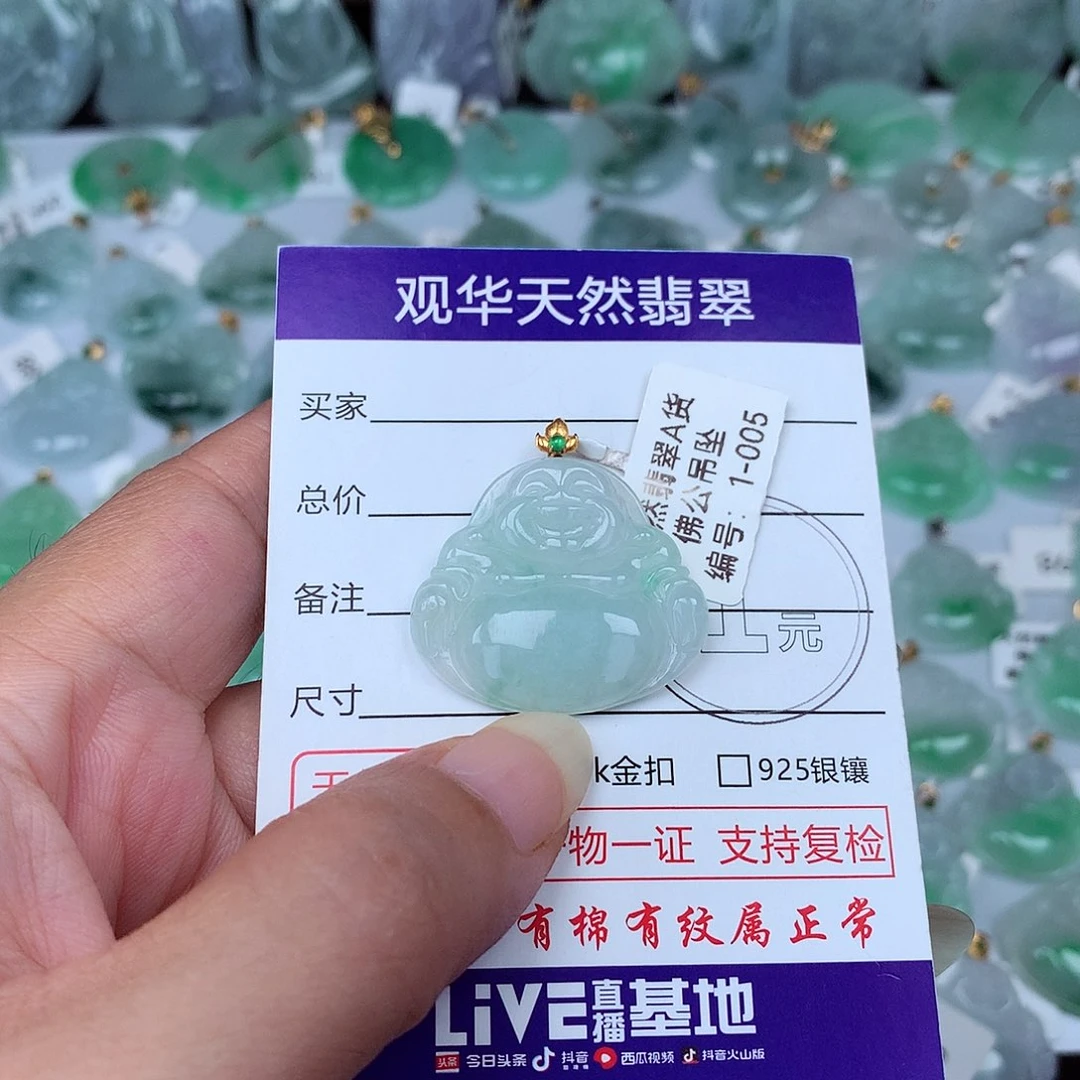 观华天然翡翠
买家
总价
备注
尺寸
然翡翠A货
佛公吊坠
编号：1-005
元
k金扣 925银镶
物一证 支持复检
有棉有纹属正常
LiVE直播基地
头条 今日头条 抖音 西瓜视频 抖音火山版